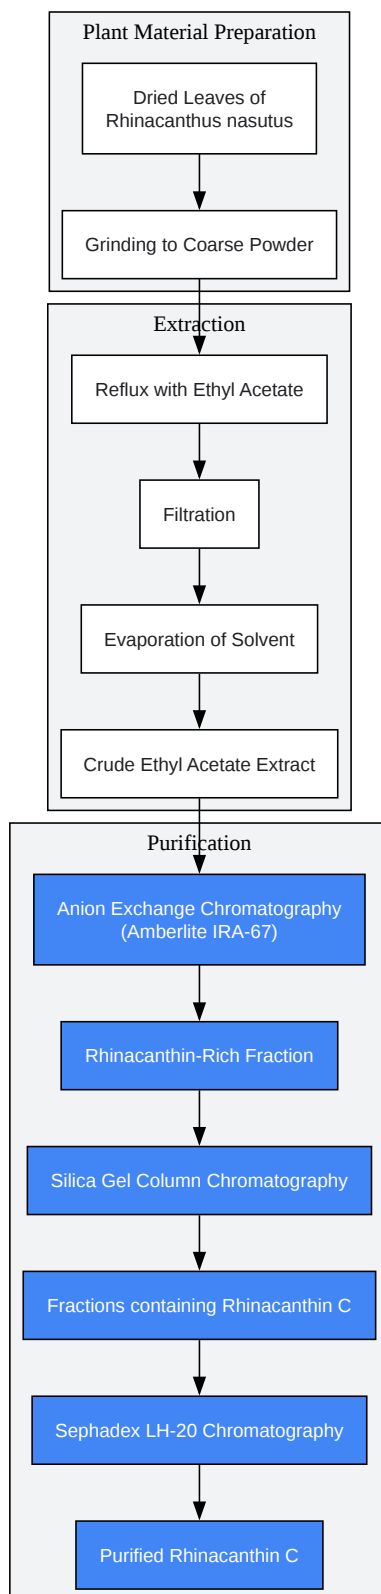 Plant Material Preparation
Dried Leaves of
Rhinacanthus nasutus
Grinding to Coarse Powder
Extraction
Reflux with Ethyl Acetate
Filtration
Evaporation of Solvent
Crude Ethyl Acetate Extract
Purification
Anion Exchange Chromatography
(Amberlite IRA-67)
Rhinacanthin-Rich Fraction
Silica Gel Column Chromatography
Fractions containing Rhinacanthin C
Sephadex LH-20 Chromatography
Purified Rhinacanthin C